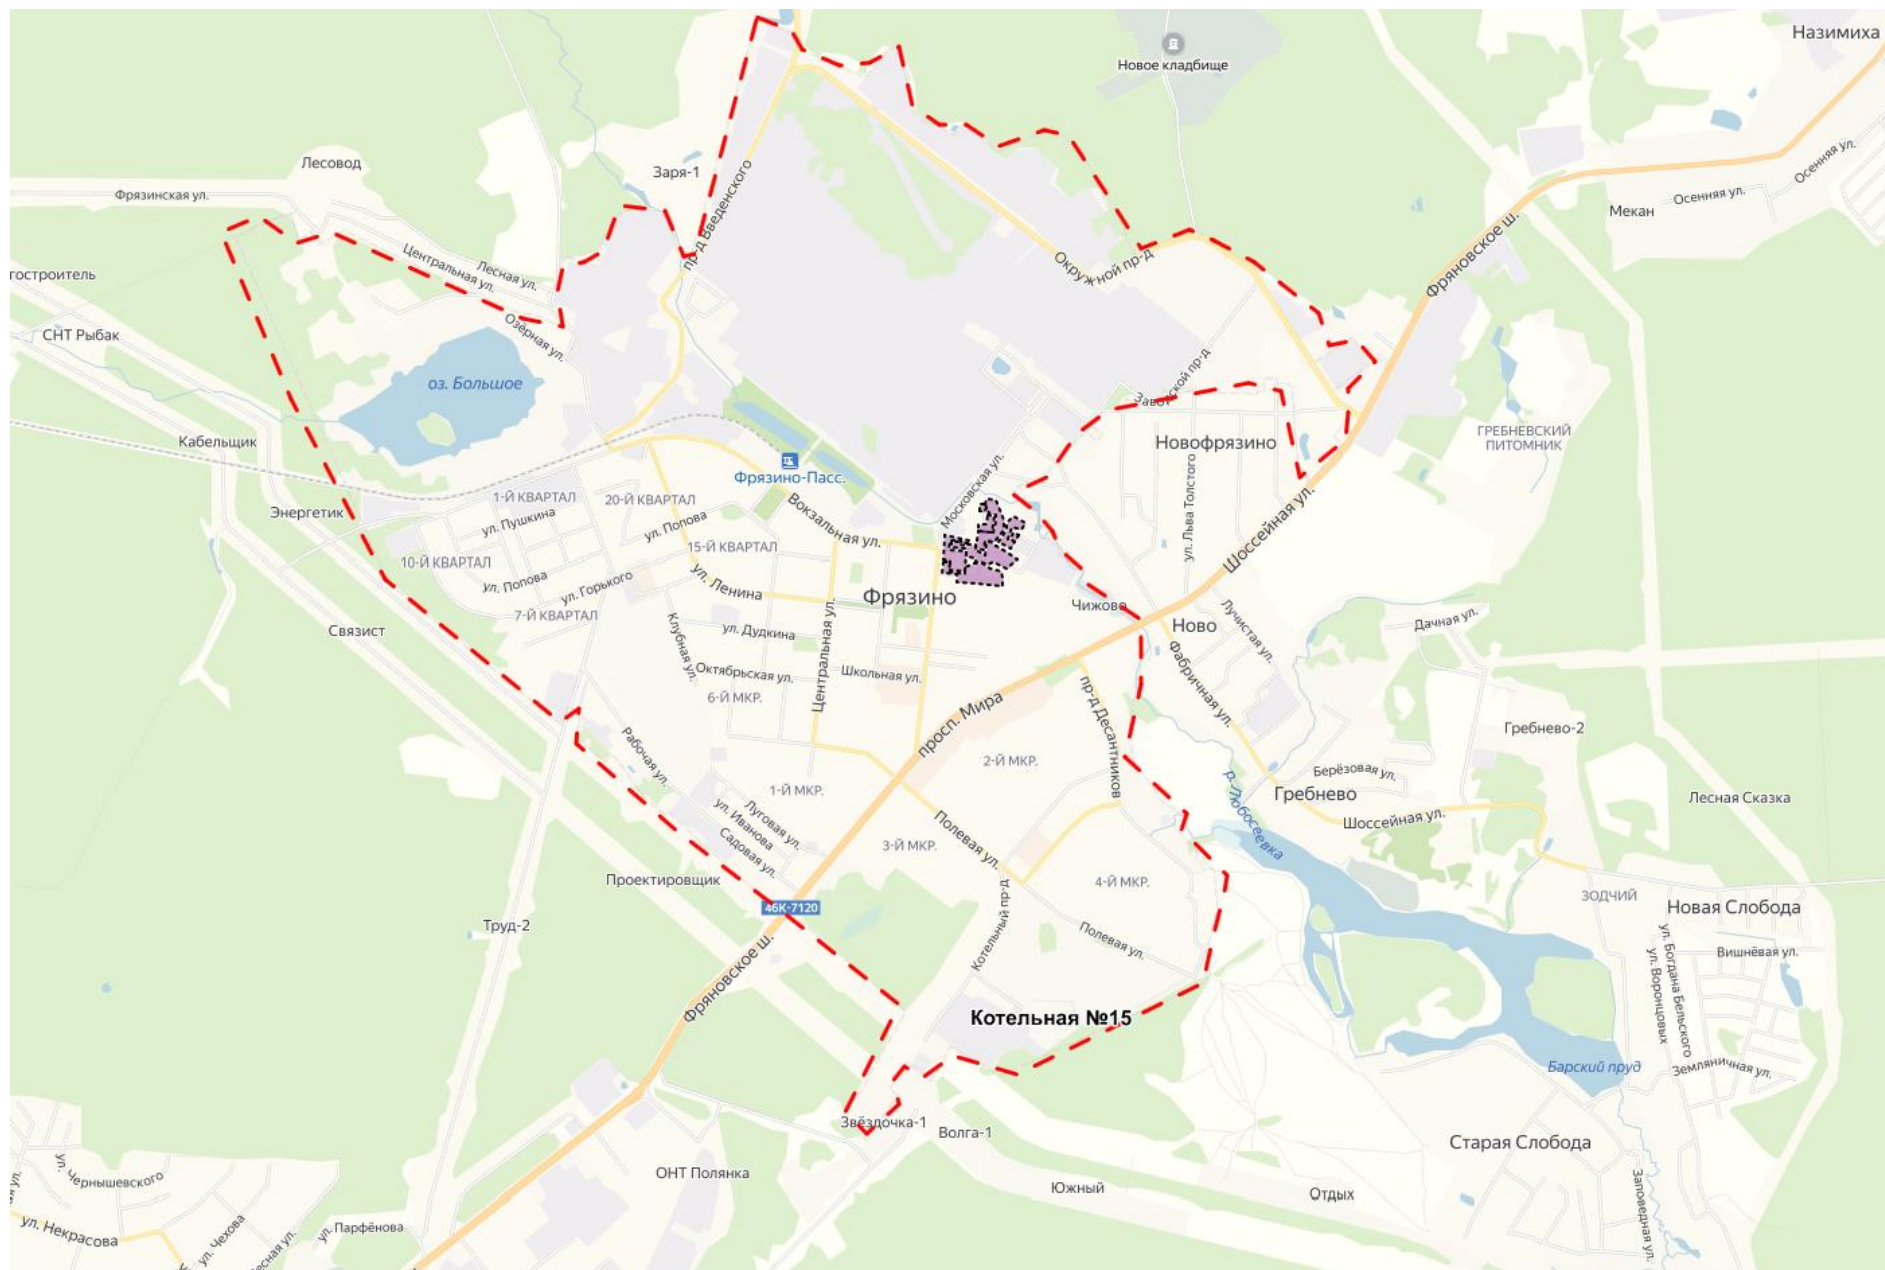 Назимиха
Новое кладбище
Осенняя ул.
Лесовод
Заря-1
Фрязинская ул.
пр-д Введенского
Осенняя ул.
Мекан
Фряновское ш.
Лесная ул.
Центральная ул.
Окружной пр-д
гостроитель
Озёрная ул.
СНТ Рыбак
оз. Большое
ГРЕБНЕВСКИЙ
ПИТОМНИК
Новофрязино
Кабельщик
Фрязино-Пасс.
Московская ул.
ул. Льва Толстого
1-Й КВАРТАЛ
20-Й КВАРТАЛ
Энергетик
ул. Пушкина
ул. Попова
Вокзальная ул.
Шоссейная ул.
15-Й КВАРТАЛ
10-Й КВАРТАЛ
ул. Попова
ул. Горького
ул. Ленина
Фрязино
Чижово
7-Й КВАРТАЛ
Связист
Клубная ул.
ул. Дудкина
Центральная ул.
Ново
Лучистая ул.
Дачная ул.
Октябрьская ул.
Школьная ул.
6-Й МКР.
Фабричная ул.
пр-д Десантников
просп. Мира
Гребнево-2
Рабочая ул.
2-Й МКР.
1-Й МКР.
Берёзовая ул.
Гребнево
Лесная Сказка
р. Любосеевка
Шоссейная ул.
Луговая ул.
ул. Иванова
Садовая ул.
Полевая ул.
3-Й МКР.
Проектировщик
4-Й МКР.
46К-7120
ЗОДЧИЙ
Новая Слобода
Труд-2
Котельный пр-д
Полевая ул.
Фряновское ш.
Вишнёвая ул.
ул. Богдана Бельского
ул. Воронцовых
Котельная №15
Барский пруд
Земляничная ул.
Звёздочка-1
Волга-1
Старая Слобода
ОНТ Полянка
Южный
Отдых
ул. Чернышевского
Заповедная ул.
ул. Некрасова
ул. Чехова
ул. Парфёнова